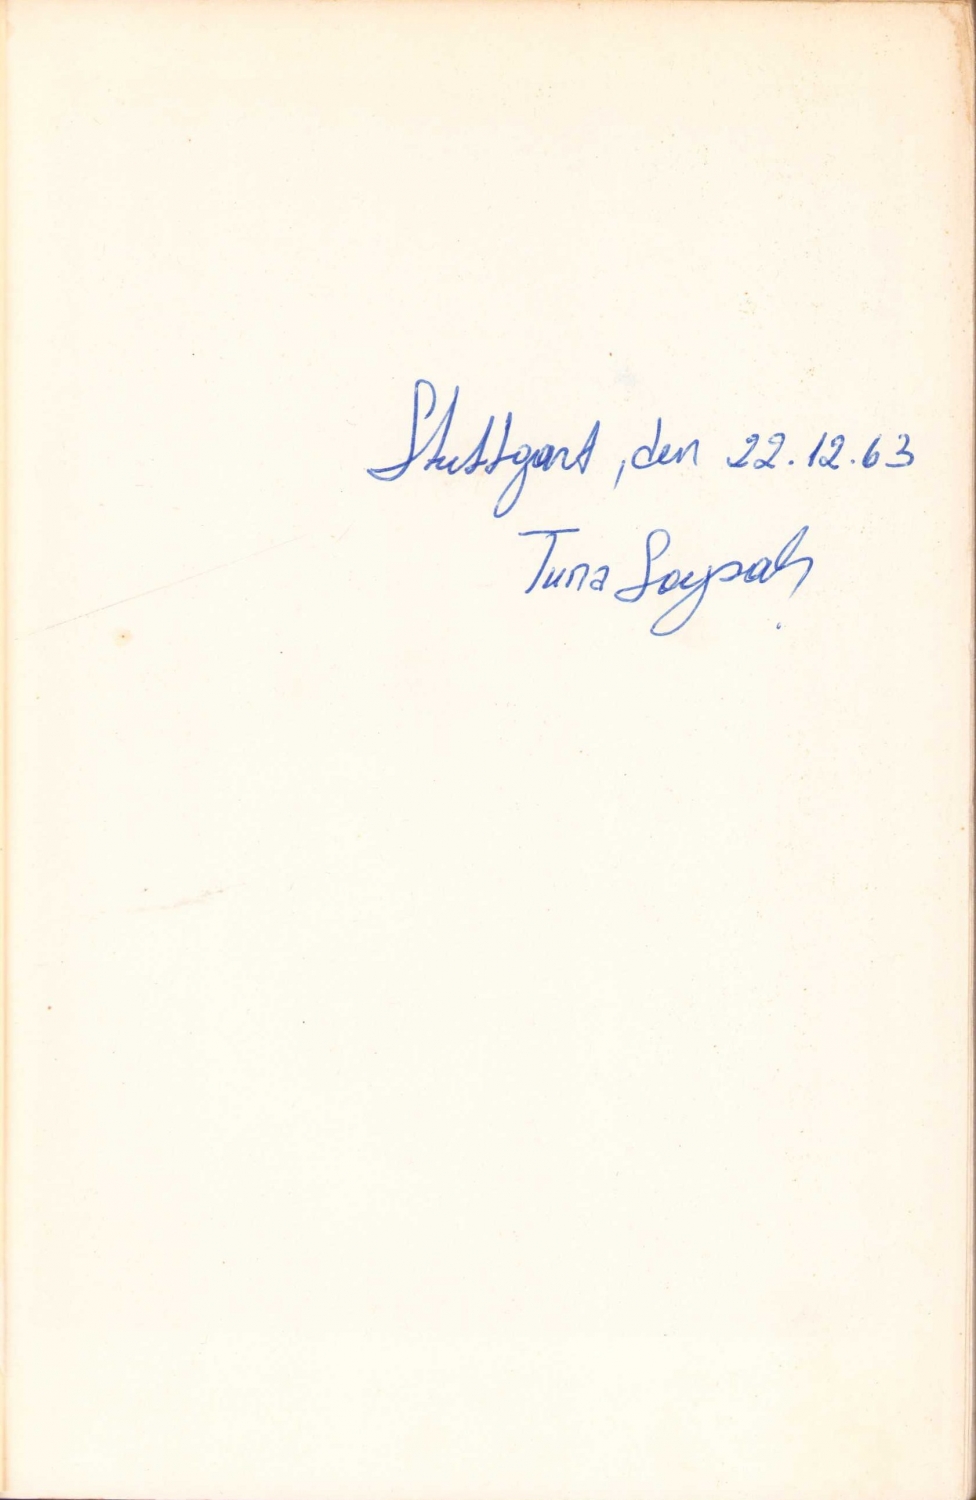 Stuttgart, den 22.12.63
Tuna Soysal